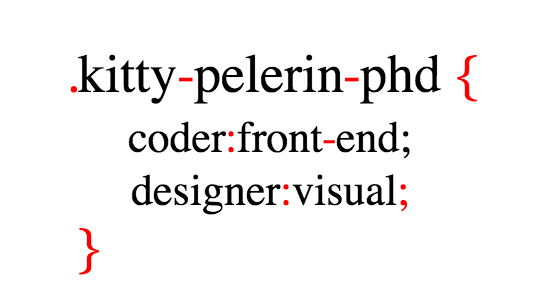 .kitty-pelerin-phd {
coder:front-end;
designer:visual;
}